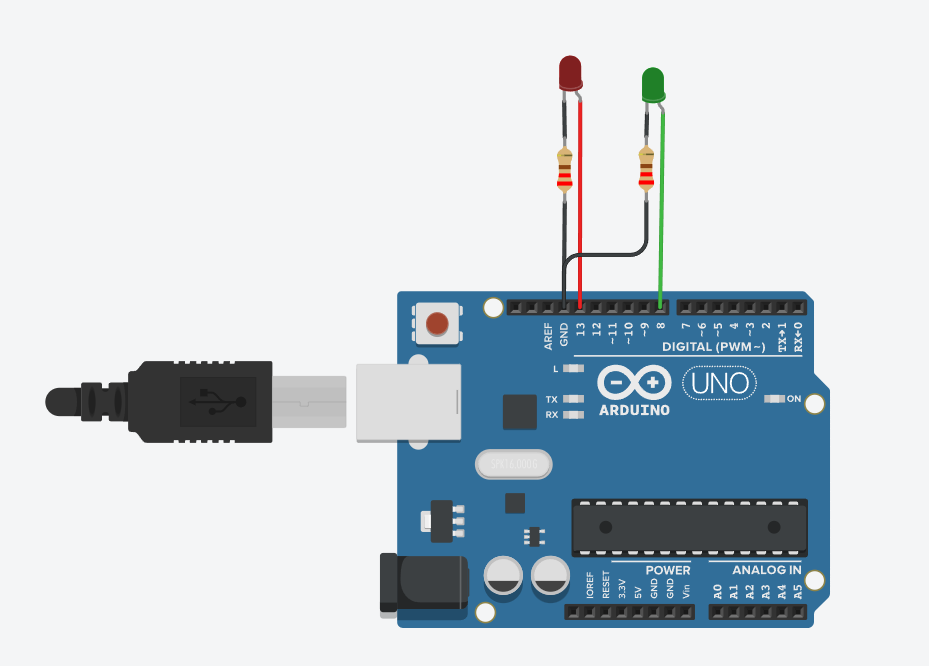 AREF
GND
13
12
~11
~10
~9
8
7
~6
~5
4
~3
2
TX→1
RX←0
DIGITAL (PWM~)
L
TX
RX
ARDUINO
UNO
ON
POWER
ANALOG IN
IOREF
RESET
3.3V
5V
GND
GND
Vin
A0
A1
A2
A3
A4
A5